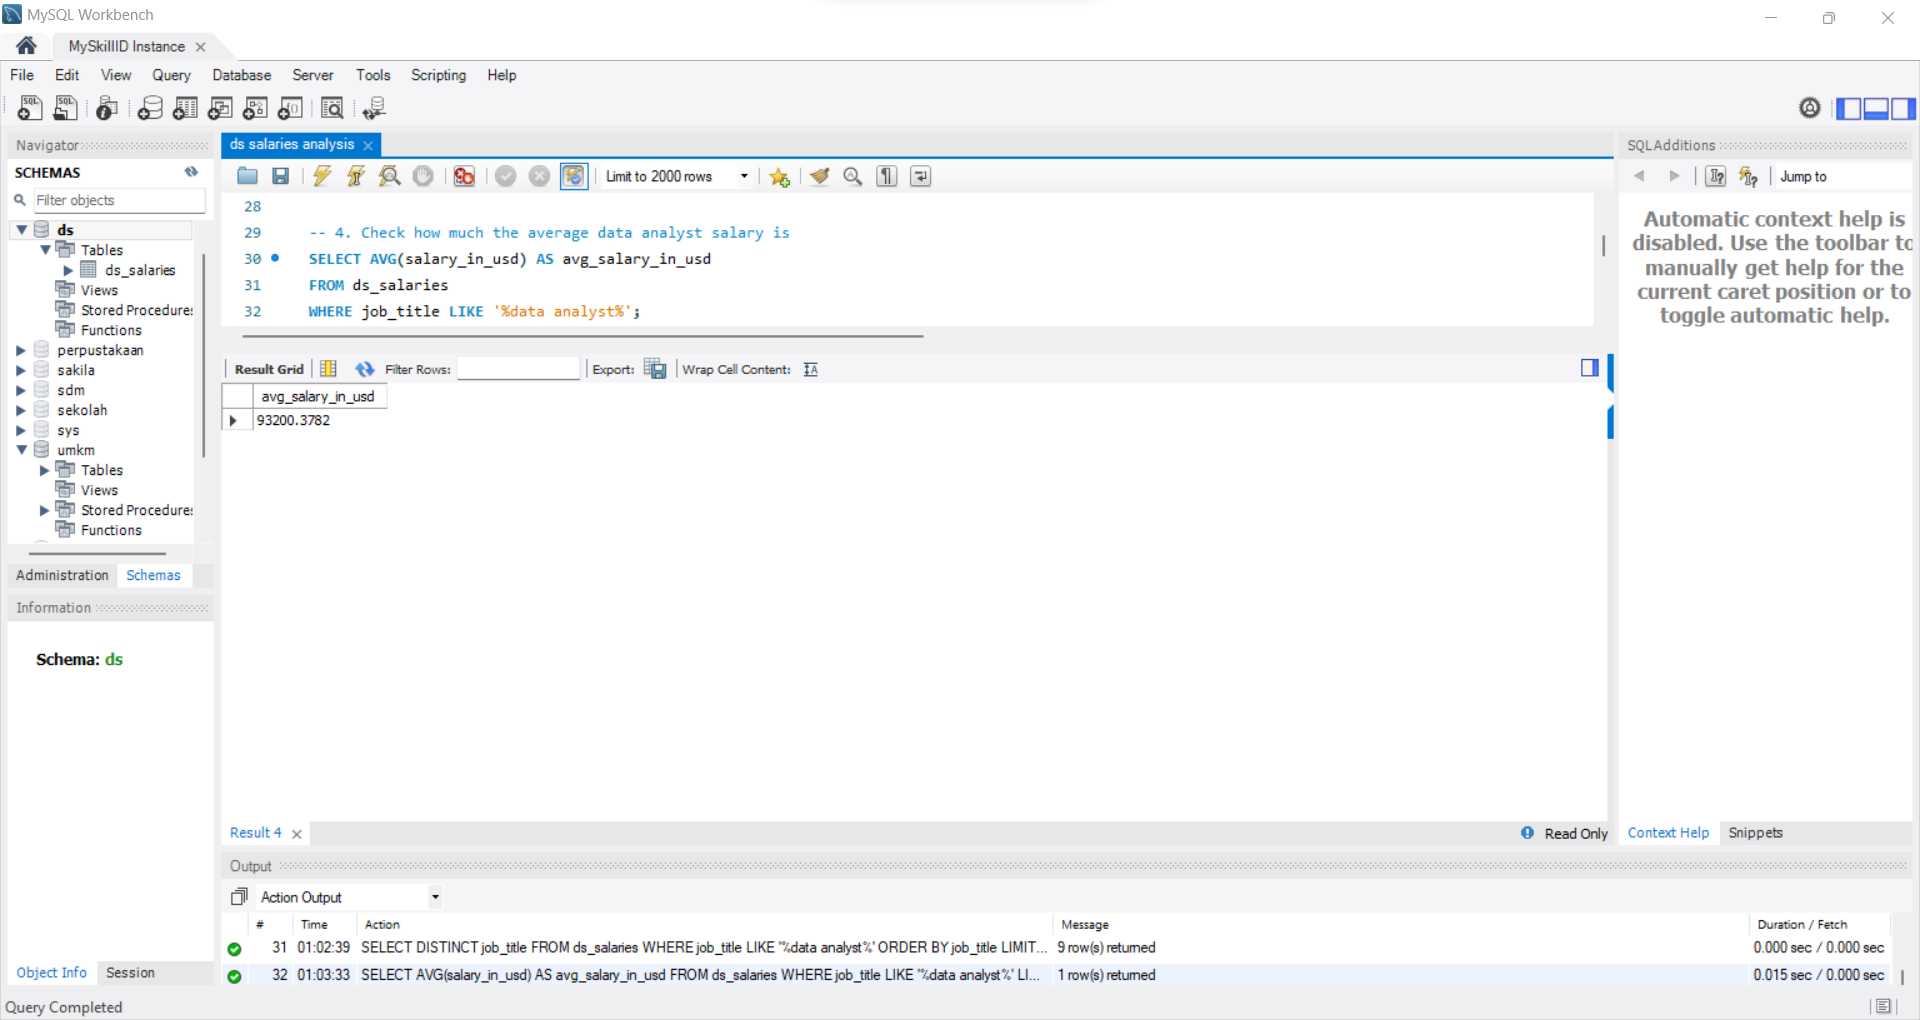 MySQL Workbench
MySkillID Instance
File Edit View Query Database Server Tools Scripting Help
Navigator
SCHEMAS
Filter objects
ds
Tables
ds_salaries
Views
Stored Procedures
Functions
perpustakaan
sakila
sdm
sekolah
sys
umkm
Tables
Views
Stored Procedures
Functions
Administration Schemas
Information
Schema: ds
Object Info Session
Query Completed
ds salaries analysis
Limit to 2000 rows
28
29 -- 4. Check how much the average data analyst salary is
30 SELECT AVG(salary_in_usd) AS avg_salary_in_usd
31 FROM ds_salaries
32 WHERE job_title LIKE '%data analyst%';
Result Grid Filter Rows: Export: Wrap Cell Content:
avg_salary_in_usd
93200.3782
Result 4 Read Only
Output
Action Output
# Time Action Message Duration / Fetch
31 01:02:39 SELECT DISTINCT job_title FROM ds_salaries WHERE job_title LIKE '%data analyst%' ORDER BY job_title LIMIT... 9 row(s) returned 0.000 sec / 0.000 sec
32 01:03:33 SELECT AVG(salary_in_usd) AS avg_salary_in_usd FROM ds_salaries WHERE job_title LIKE '%data analyst%' LI... 1 row(s) returned 0.015 sec / 0.000 sec
SQLAdditions
Jump to
Automatic context help is
disabled. Use the toolbar to
manually get help for the
current caret position or to
toggle automatic help.
Context Help Snippets